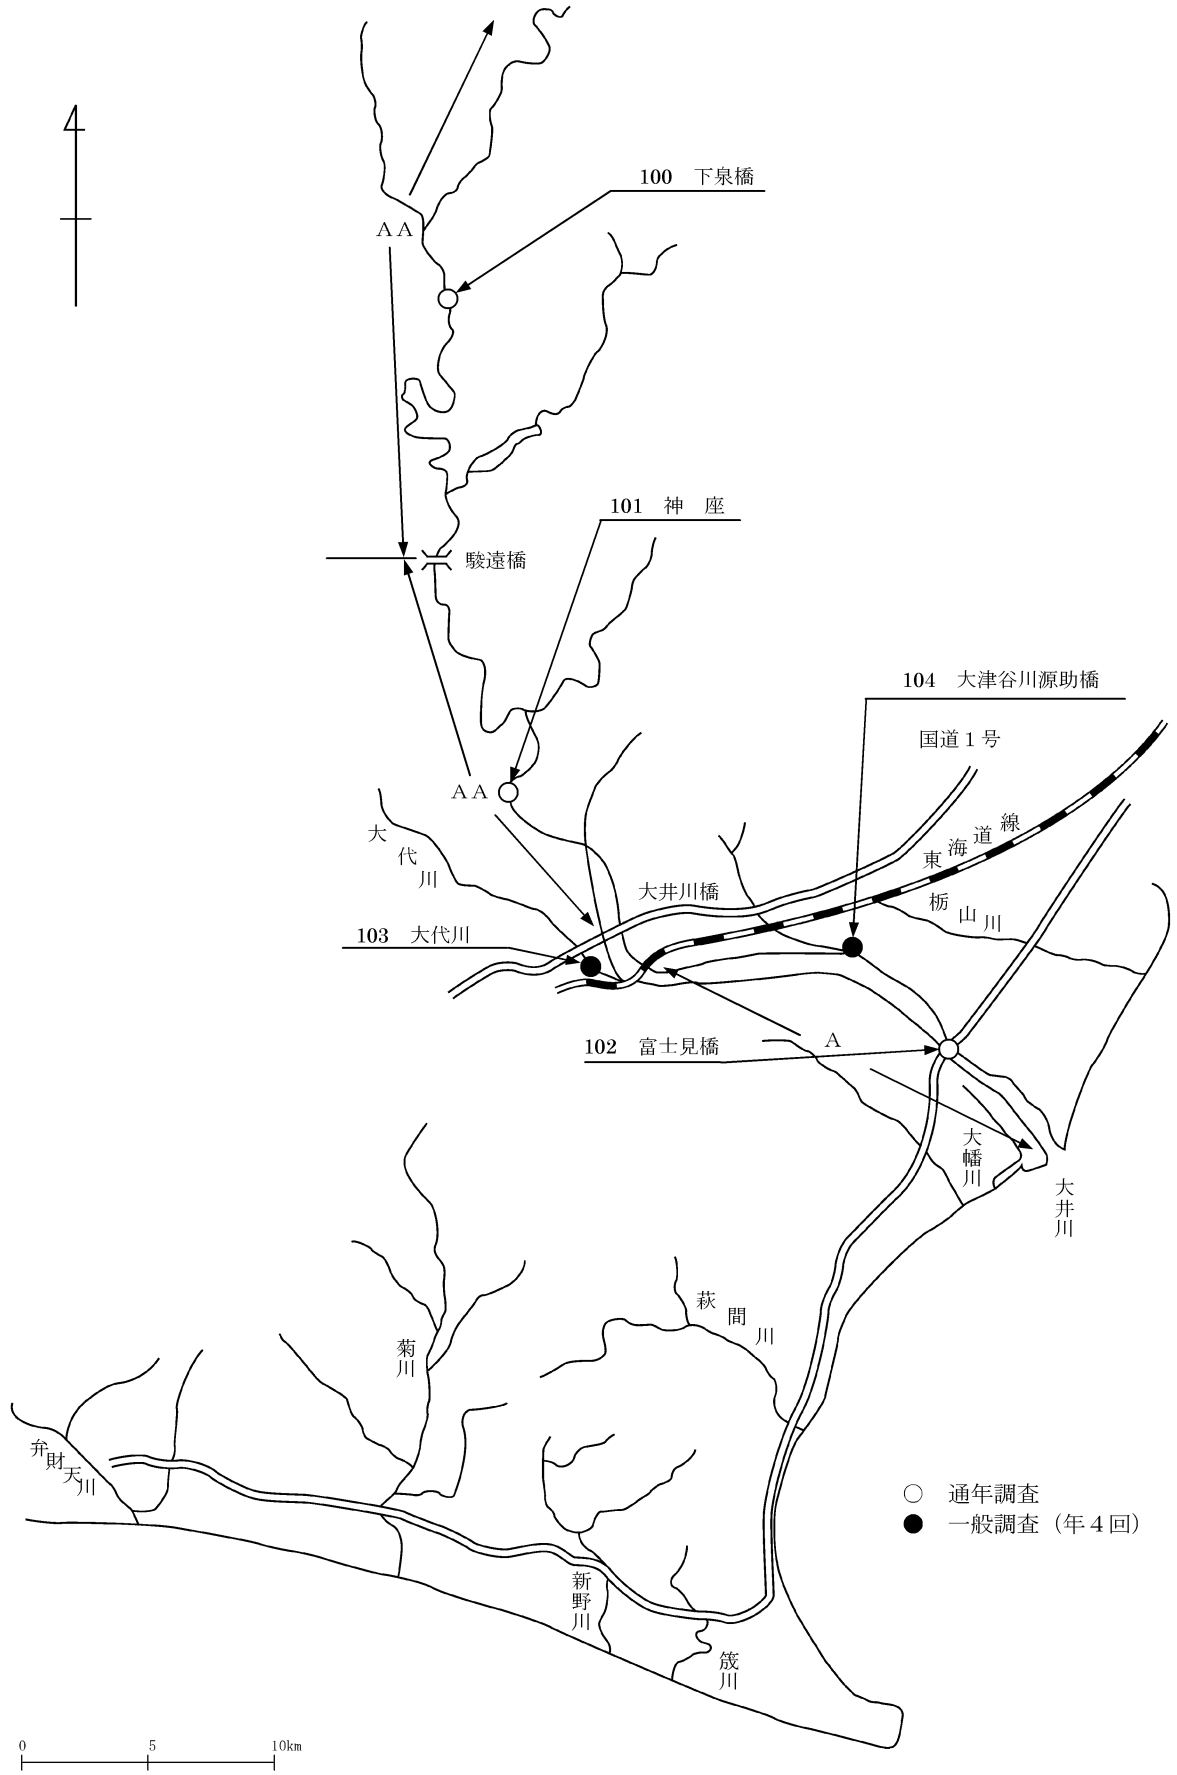 100　下泉橋
ＡＡ
101　神　座
駿遠橋
104　大津谷川源助橋
国道１号
ＡＡ
大代川
東海道線
大井川橋
栃山川
103　大代川
102　富士見橋
Ａ
大幡川
大井川
萩間川
菊川
弁財天川
○　通年調査
●　一般調査（年４回）
新野川
筬川
0　5　10km